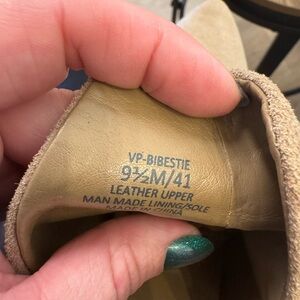 VP-BIBESTIE
9½M/41
LEATHER UPPER
MAN MADE LINING/SOLE
MADE IN CHINA